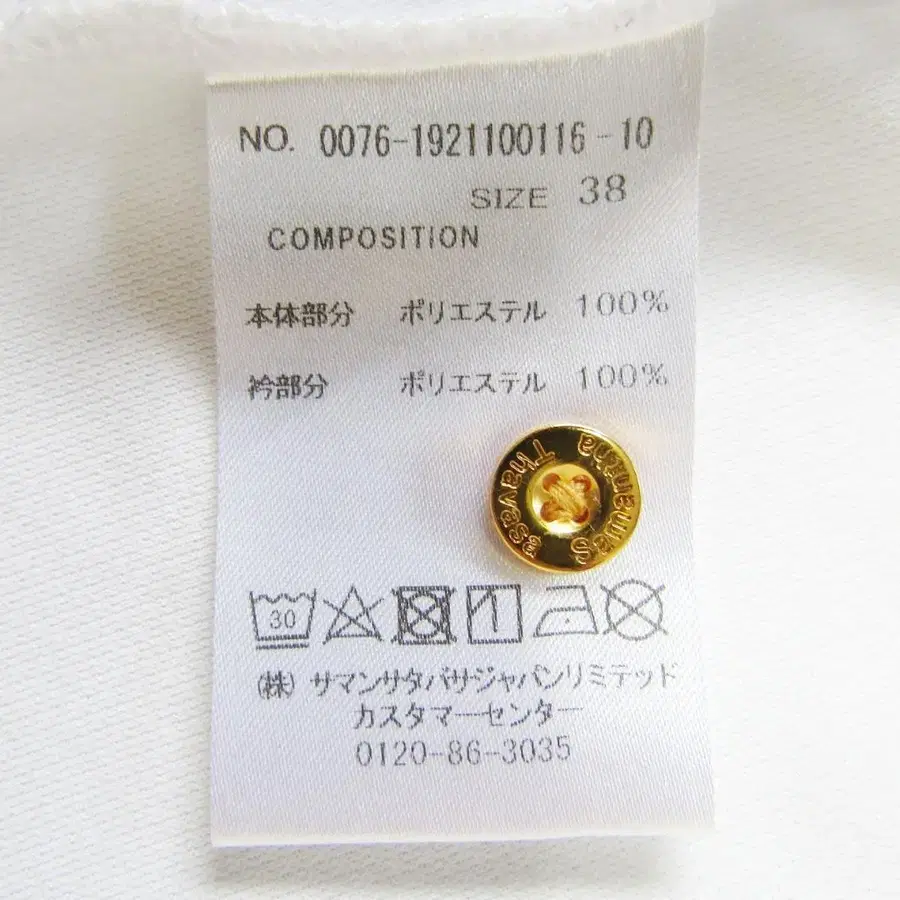 NO. 0076-1921100116-10
SIZE 38
COMPOSITION
本体部分 ポリエステル 100%
衿部分 ポリエステル 100%
Samantha Thavasa
30
(株) サマンサタバサジャパンリミテッド
カスタマーセンター
0120-86-3035